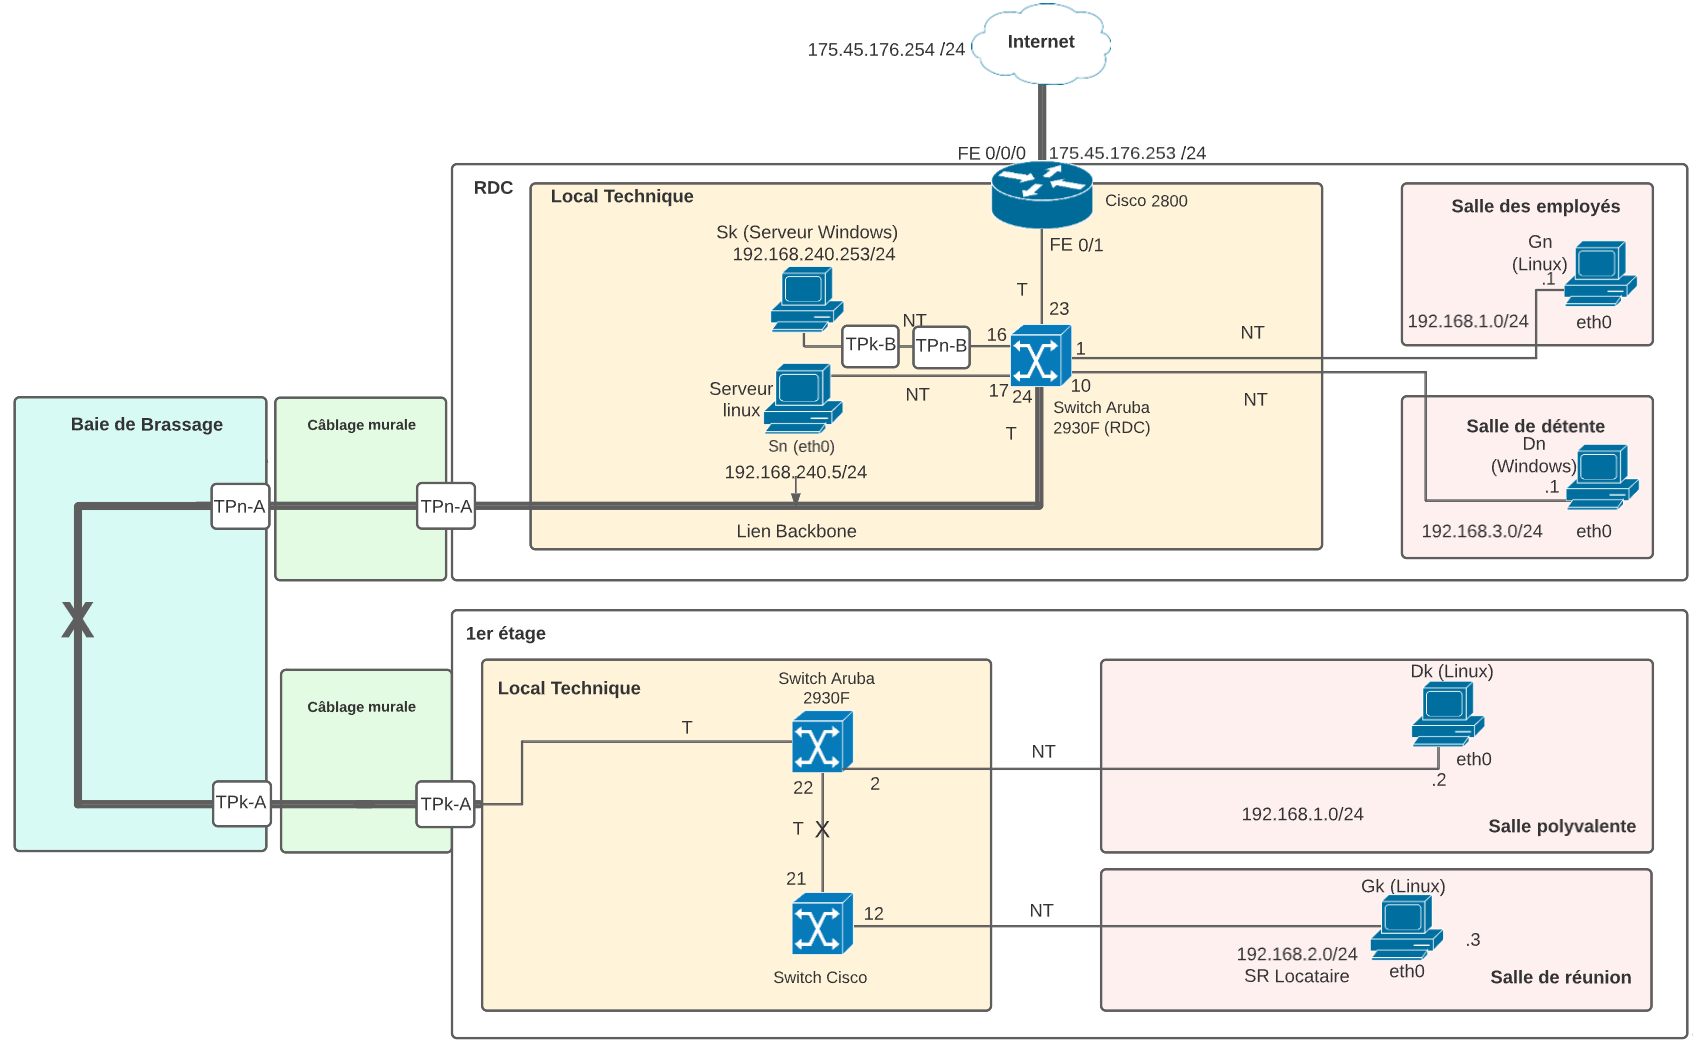 Internet
175.45.176.254 /24
FE 0/0/0
175.45.176.253 /24
RDC
Local Technique
Cisco 2800
FE 0/1
Sk (Serveur Windows)
192.168.240.253/24
T
23
NT
TPk-B
TPn-B
16
1
NT
Serveur
linux
NT
17
24
10
NT
T
Switch Aruba
2930F (RDC)
Sn (eth0)
192.168.240.5/24
Lien Backbone
Salle des employés
Gn
(Linux)
.1
192.168.1.0/24
eth0
Salle de détente
Dn
(Windows)
.1
192.168.3.0/24
eth0
Baie de Brassage
Câblage murale
TPn-A
TPn-A
X
Câblage murale
TPk-A
TPk-A
1er étage
Local Technique
Switch Aruba
2930F
T
22
2
NT
T
X
21
12
NT
Switch Cisco
Dk (Linux)
eth0
.2
192.168.1.0/24
Salle polyvalente
Gk (Linux)
.3
192.168.2.0/24
SR Locataire
eth0
Salle de réunion